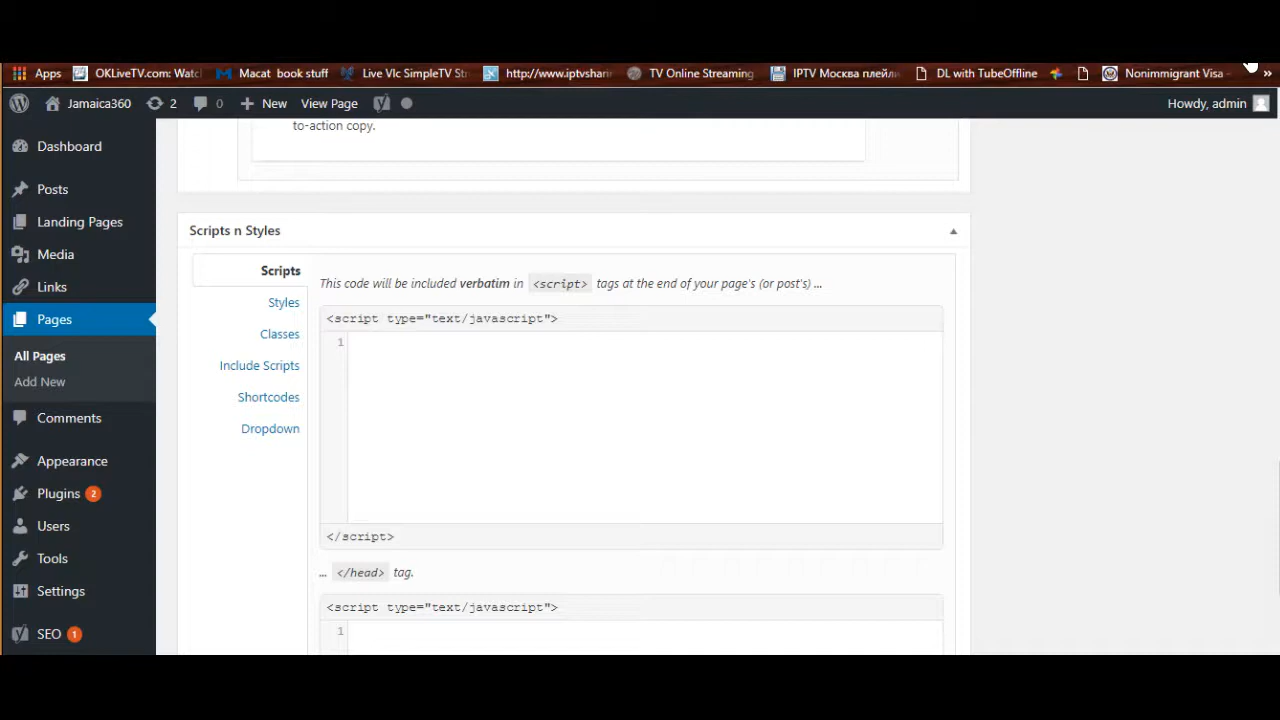 Apps OKLiveTV.com: Watc Macat book stuff Live Vlc SimpleTV St http://www.iptvsharin TV Online Streaming IPTV Москва плейли DL with TubeOffline Nonimmigrant Visa - »
Jamaica360 2 0 + New View Page Howdy, admin
to-action copy.
Dashboard
Posts
Landing Pages
Media
Links
Pages
All Pages
Add New
Comments
Appearance
Plugins 2
Users
Tools
Settings
SEO 1
Scripts n Styles
Scripts
Styles
Classes
Include Scripts
Shortcodes
Dropdown
This code will be included verbatim in <script> tags at the end of your page's (or post's) ...
<script type="text/javascript">
1
</script>
... </head> tag.
<script type="text/javascript">
1